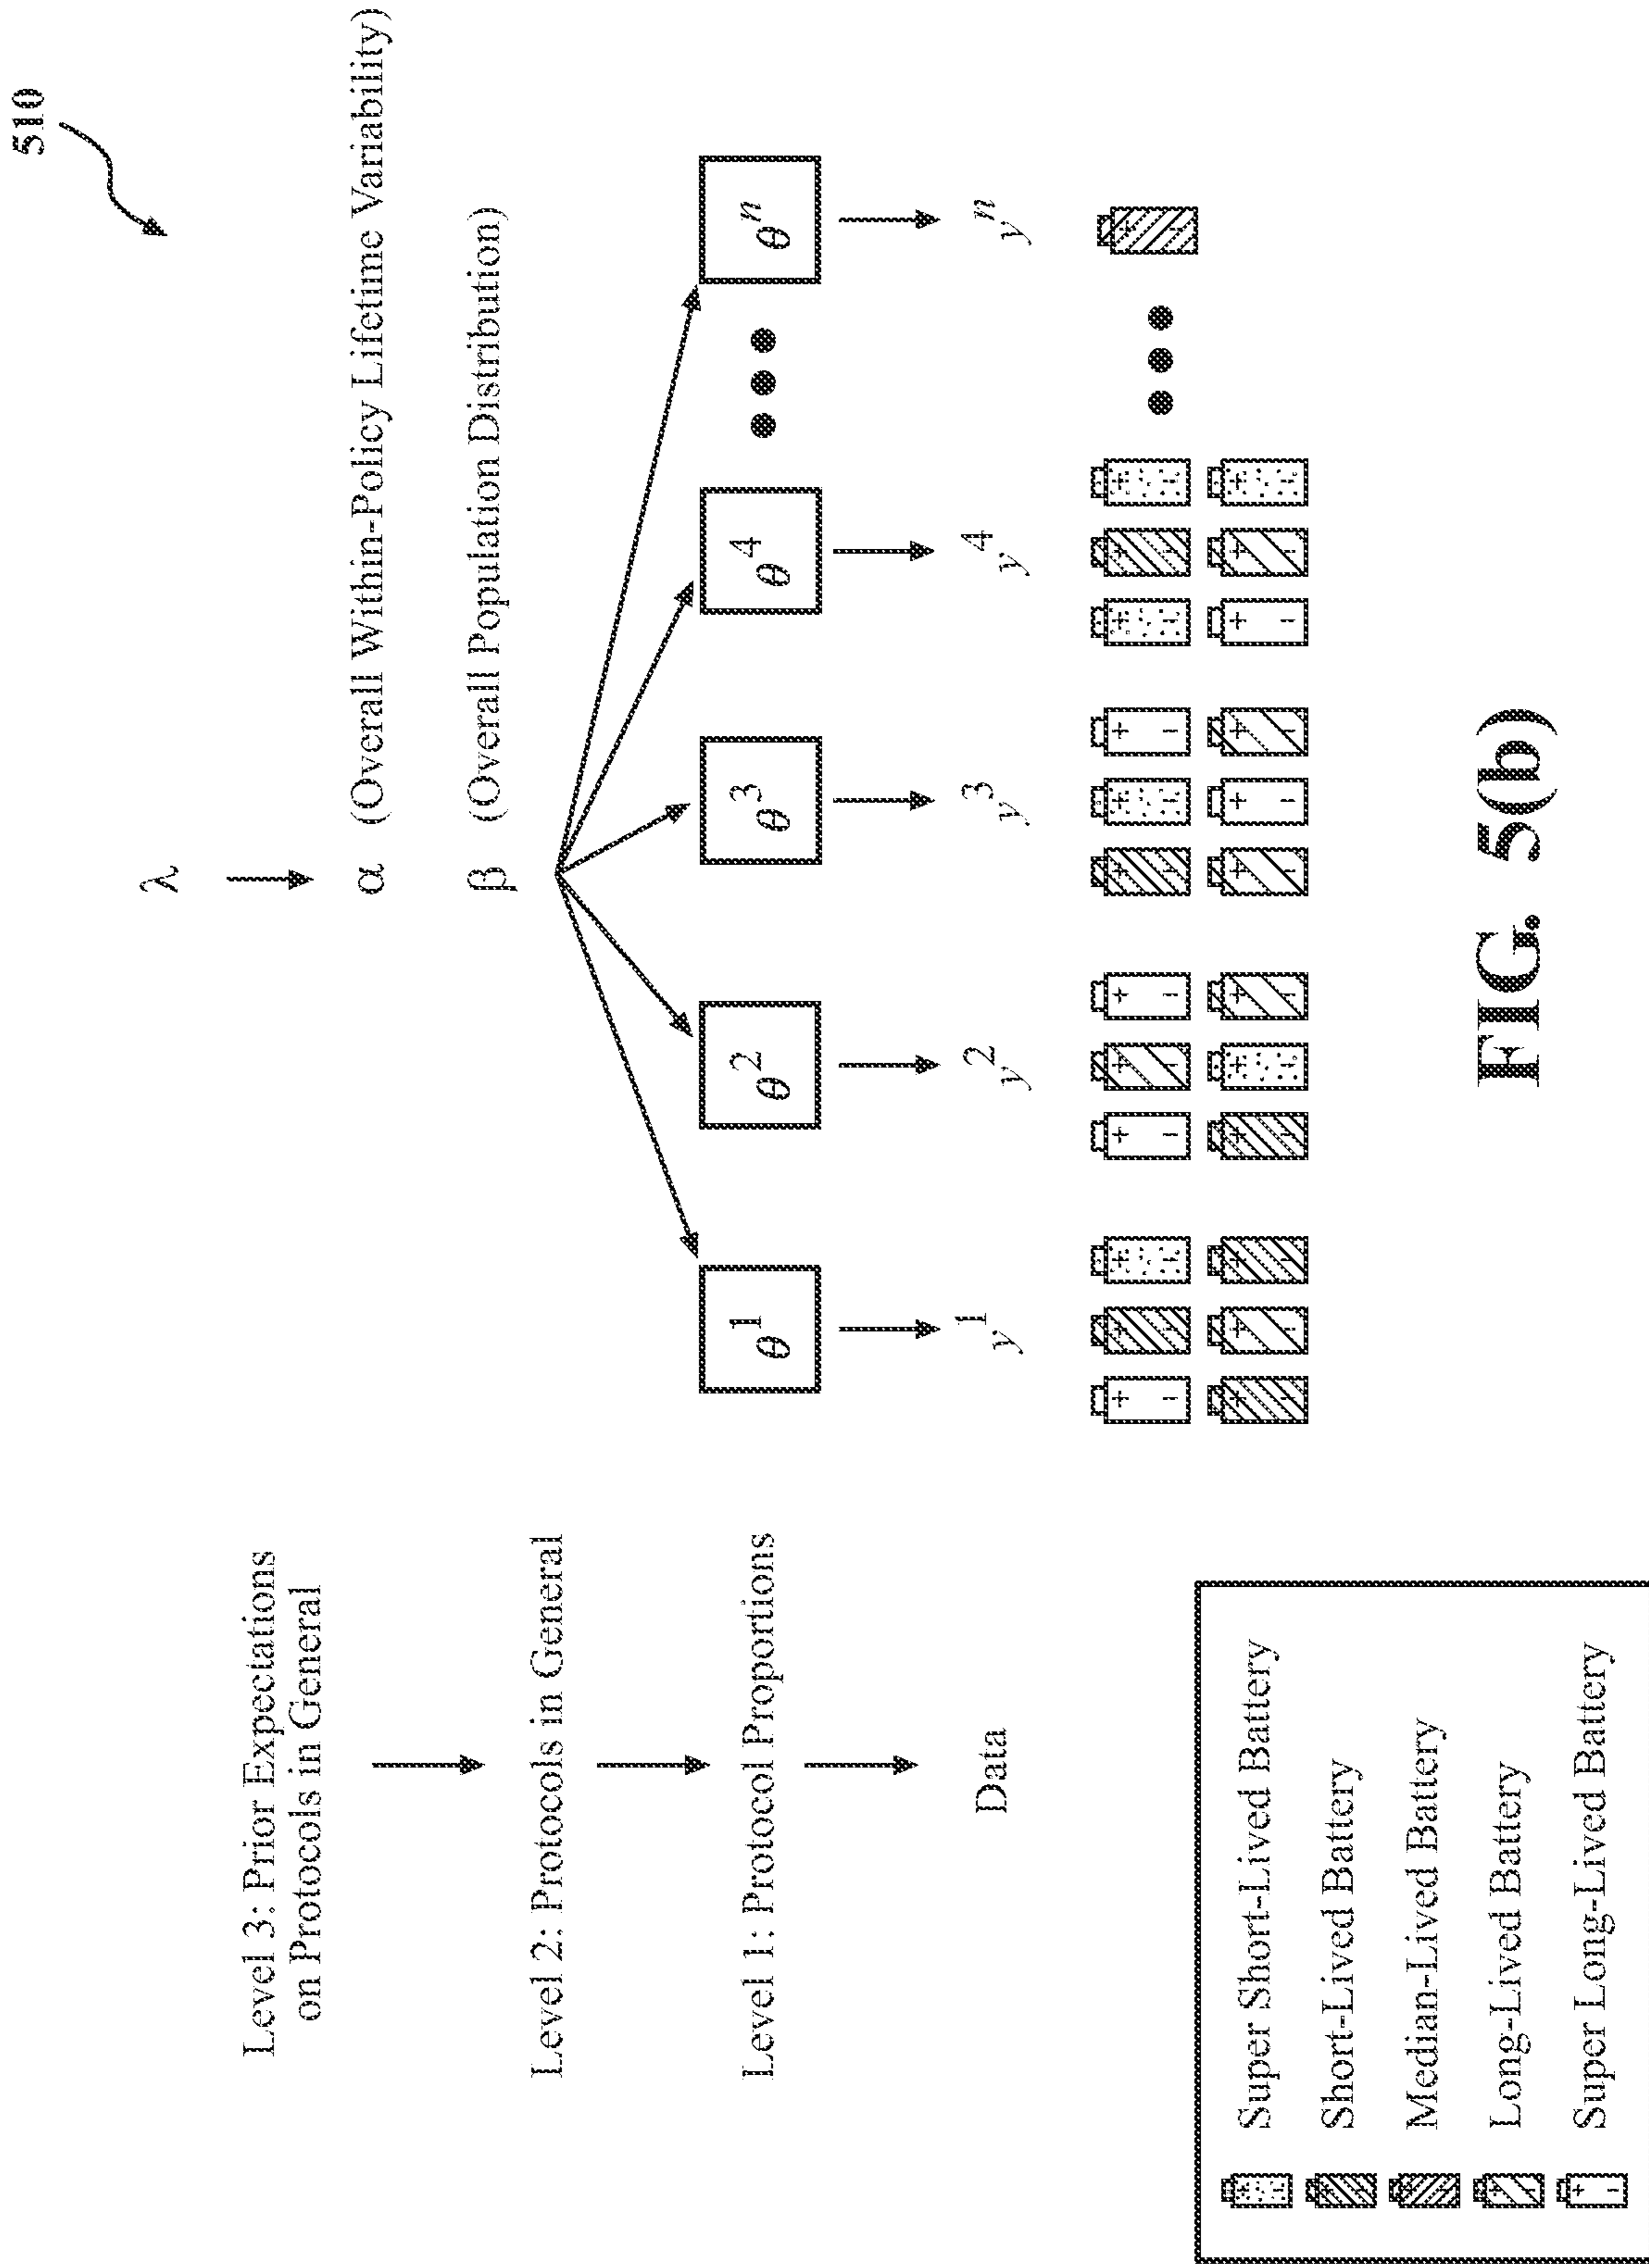 510
Level 3: Prior Expectations
on Protocols in General
λ
α (Overall Within-Policy Lifetime Variability)
Level 2: Protocols in General
β (Overall Population Distribution)
Level 1: Protocol Proportions
θ¹ θ² θ³ θ⁴ θⁿ
Data
y¹ y² y³ y⁴ yⁿ
Super Short-Lived Battery
Short-Lived Battery
Median-Lived Battery
Long-Lived Battery
Super Long-Lived Battery
FIG. 5(b)